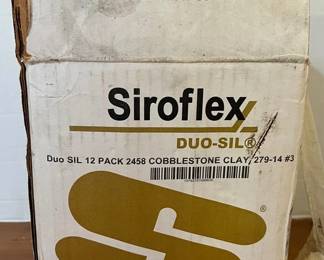 Siroflex
DUO-SIL®
Duo SIL 12 PACK 2458 COBBLESTONE CLAY, 279-14 #3
®